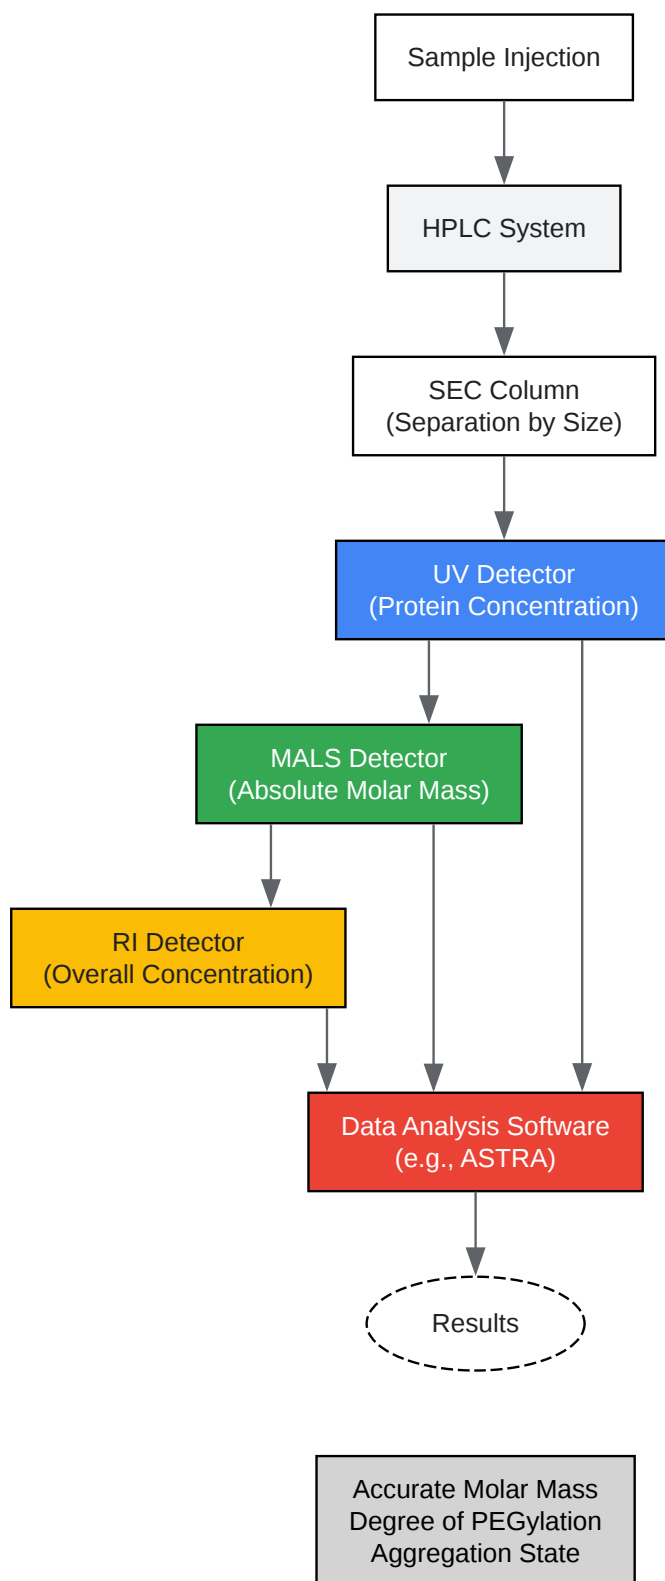 Sample Injection
HPLC System
SEC Column
(Separation by Size)
UV Detector
(Protein Concentration)
MALS Detector
(Absolute Molar Mass)
RI Detector
(Overall Concentration)
Data Analysis Software
(e.g., ASTRA)
Results
Accurate Molar Mass
Degree of PEGylation
Aggregation State